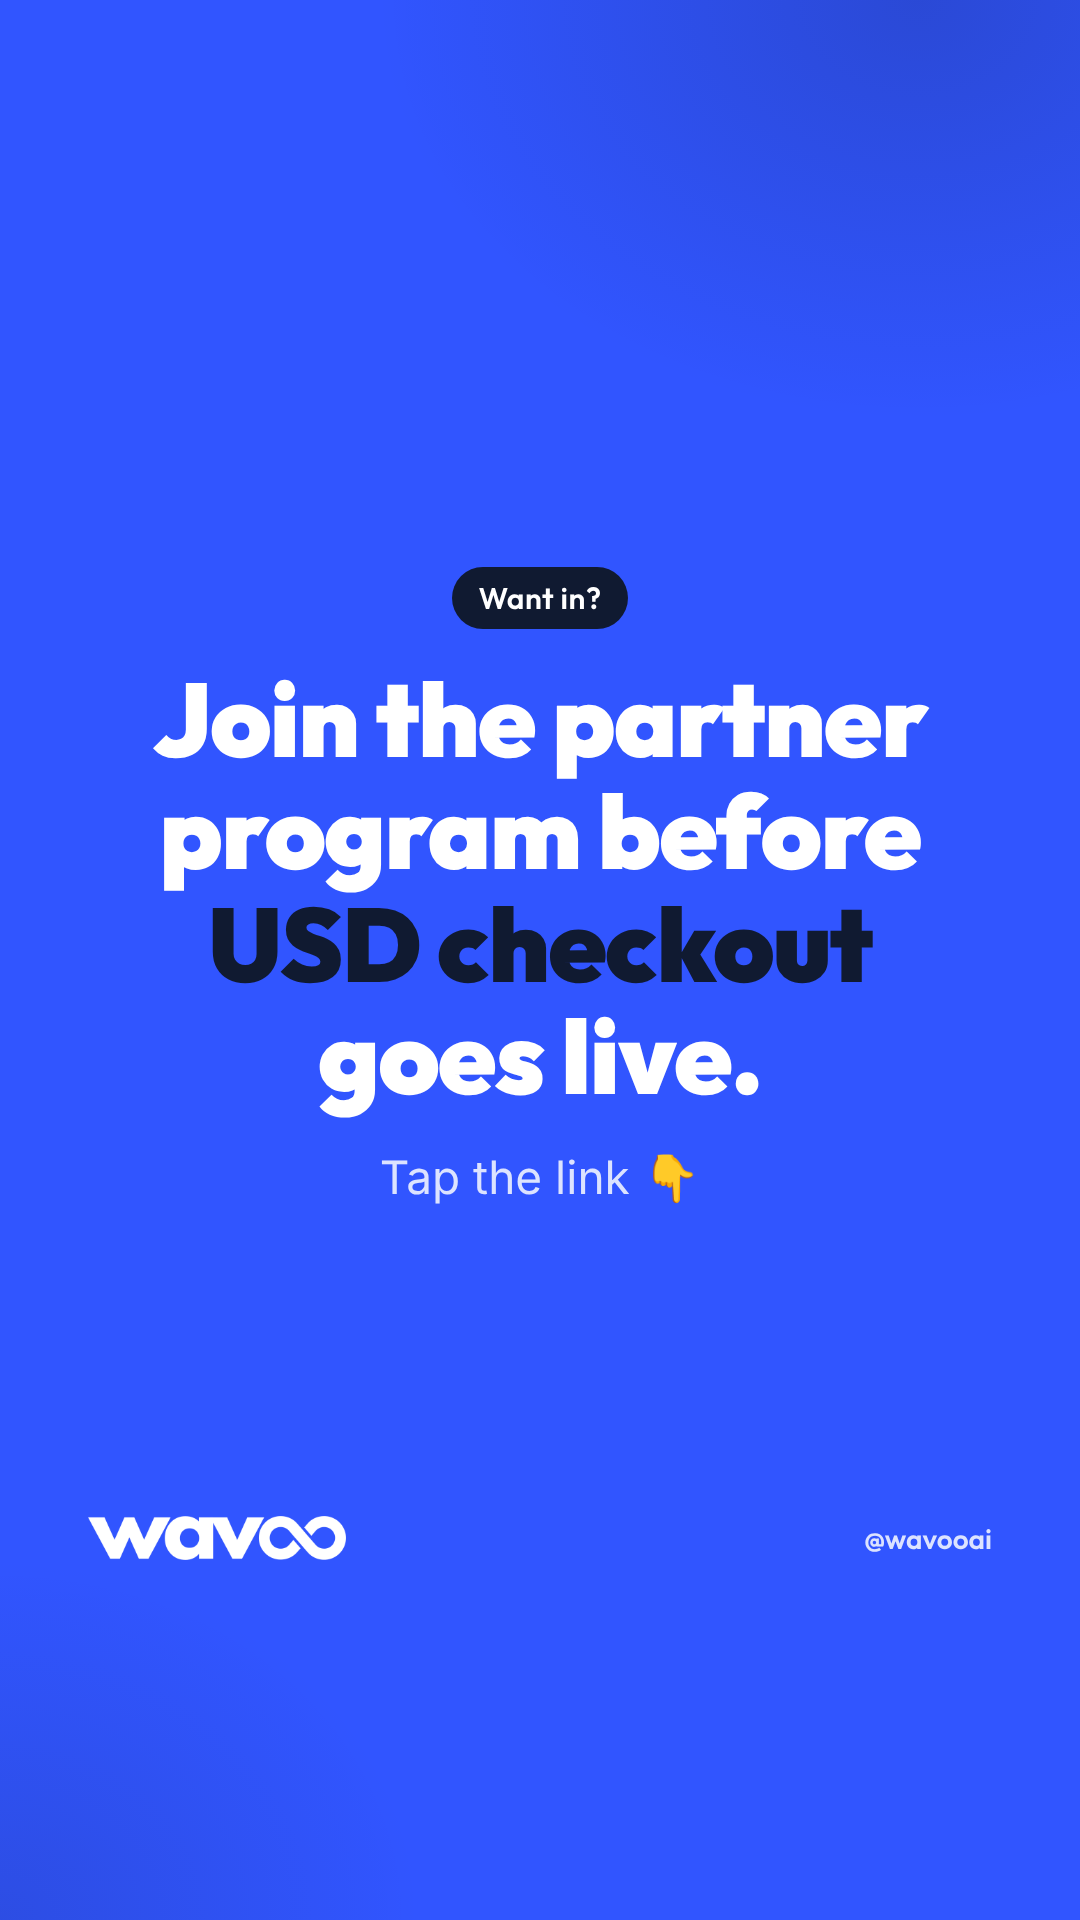 Want in?
Join the partner
program before
USD checkout
goes live.
Tap the link 👇
wavoo
@wavooai